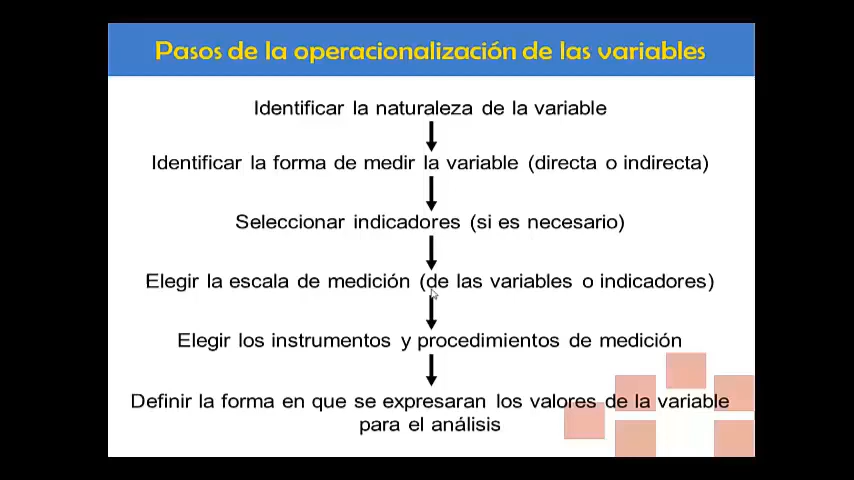 Pasos de la operacionalización de las variables
Identificar la naturaleza de la variable
Identificar la forma de medir la variable (directa o indirecta)
Seleccionar indicadores (si es necesario)
Elegir la escala de medición (de las variables o indicadores)
Elegir los instrumentos y procedimientos de medición
Definir la forma en que se expresaran los valores de la variable
para el análisis